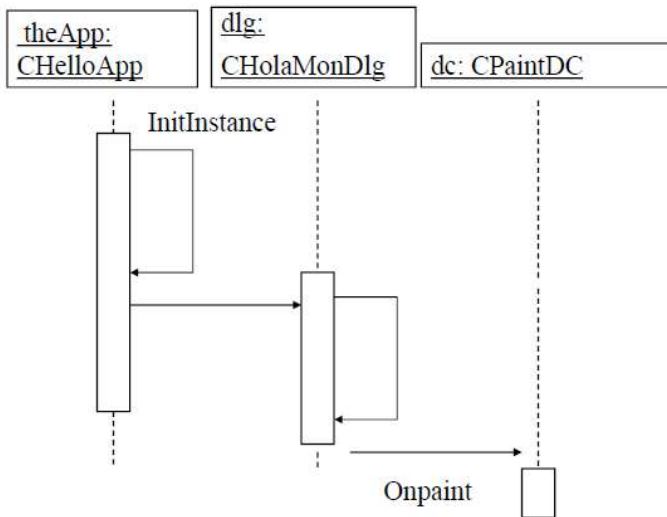 theApp:
CHelloApp
dlg:
CHolaMonDlg
dc: CPaintDC
InitInstance
Onpaint